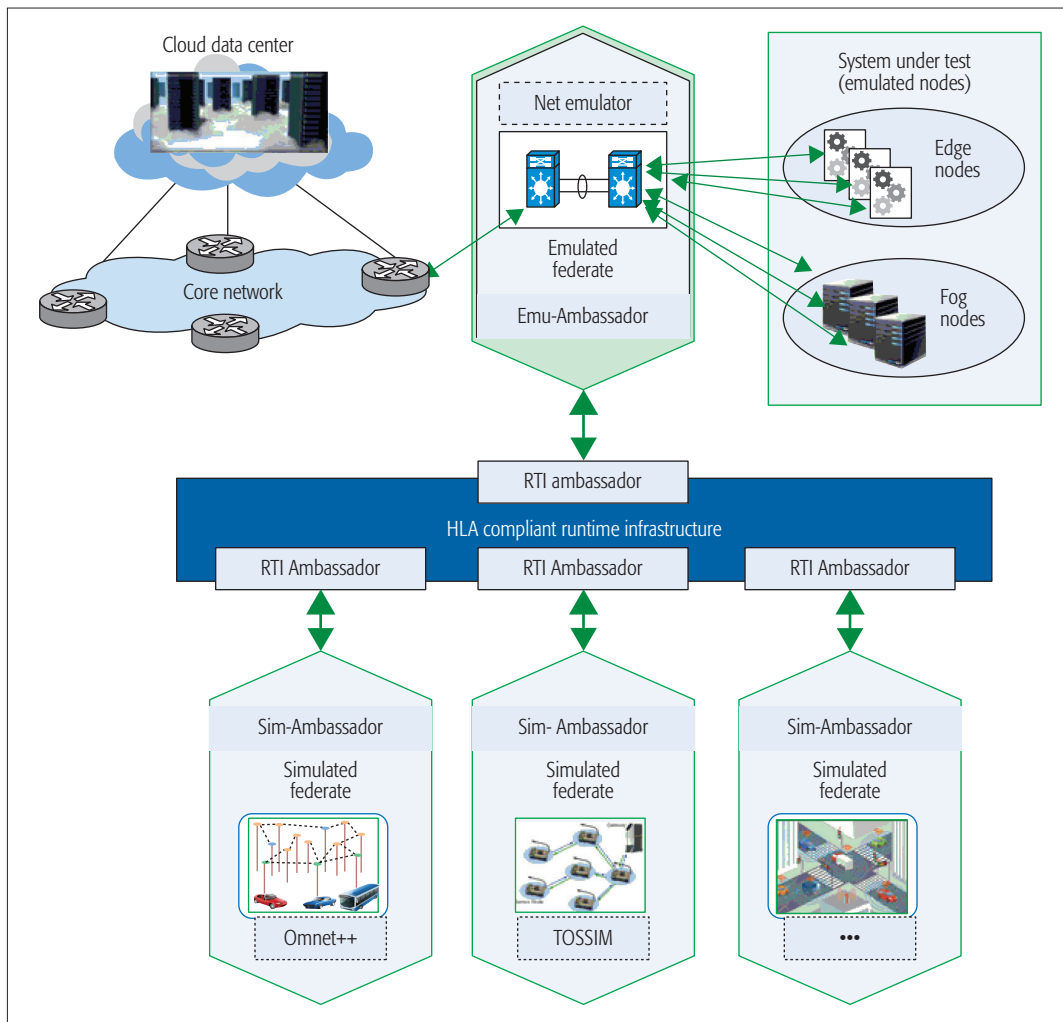 Cloud data center
Core network
Net emulator
Emulated
federate
Emu-Ambassador
System under test
(emulated nodes)
Edge
nodes
Fog
nodes
RTI ambassador
HLA compliant runtime infrastructure
RTI Ambassador
RTI Ambassador
RTI Ambassador
Sim-Ambassador
Simulated
federate
Omnet++
Sim- Ambassador
Simulated
federate
TOSSIM
Sim-Ambassador
Simulated
federate
•••